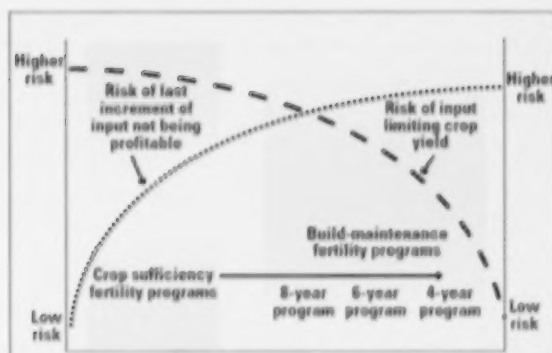 Higher
risk
Risk of last
increment of
input not being
profitable
Higher
risk
Risk of input
limiting crop
yield
Build-maintenance
fertility programs
Crop sufficiency
fertility programs
8-year
program
6-year
program
4-year
program
Low
risk
Low
risk